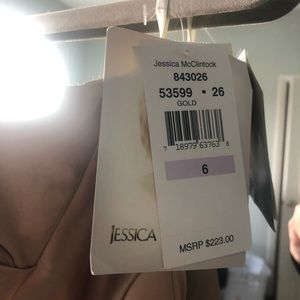 Jessica McClintock
843026
53599 • 26
GOLD
7 18979 63763 8
6
JESSICA
MSRP $223.00